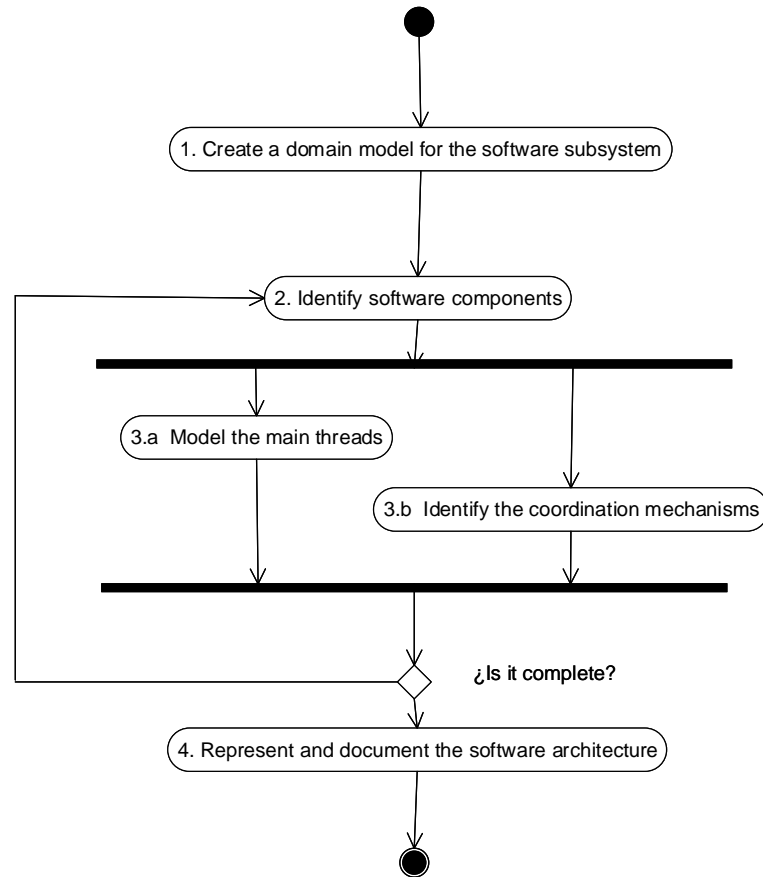 1. Create a domain model for the software subsystem
2. Identify software components
3.a  Model the main threads
3.b  Identify the coordination mechanisms
¿Is it complete?
4. Represent and document the software architecture